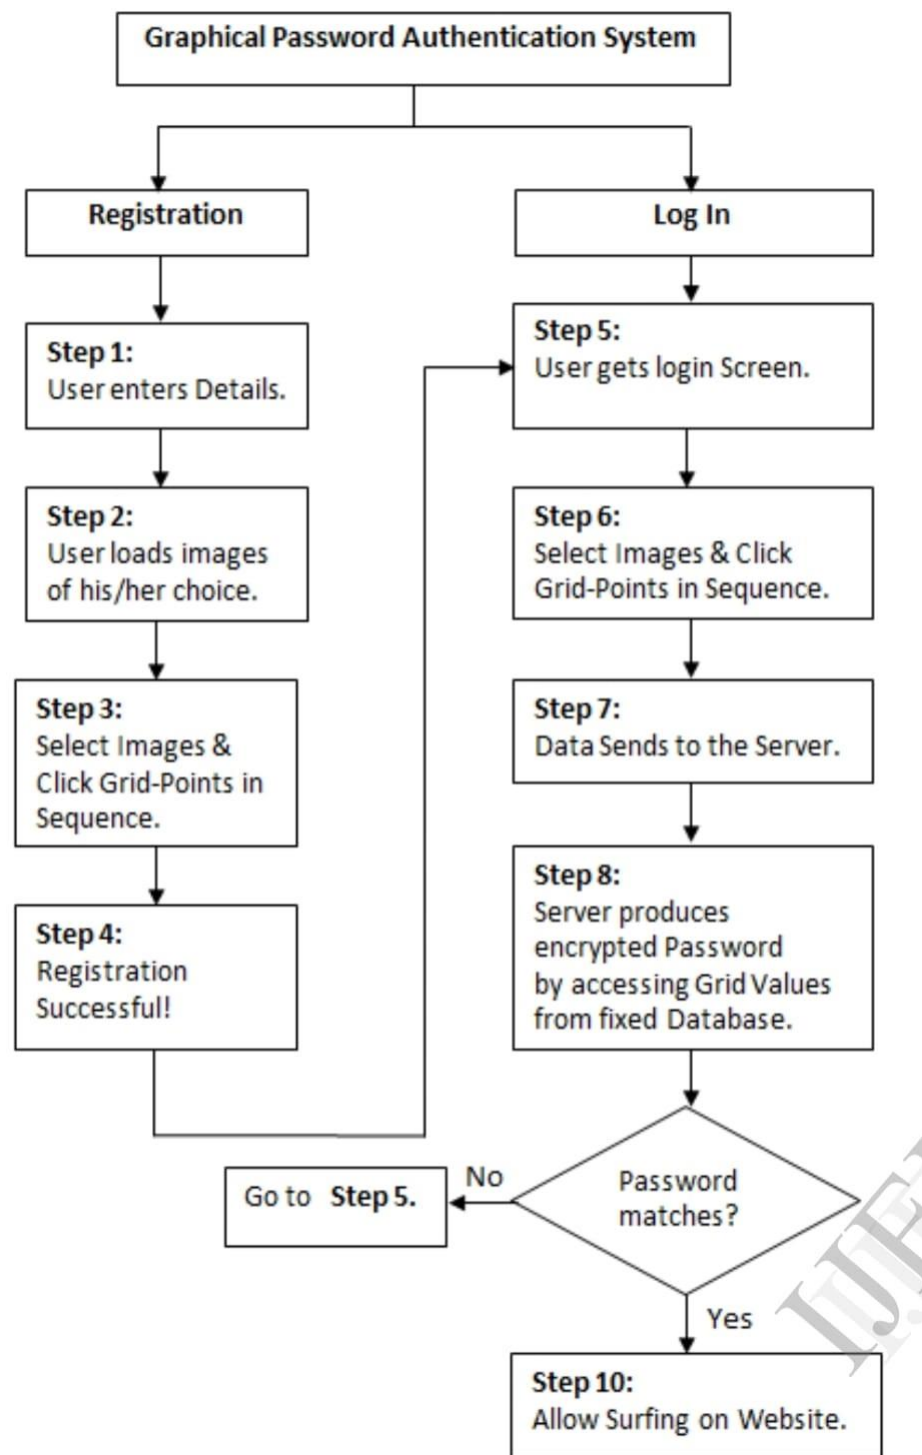 Graphical Password Authentication System
Registration
Step 1:
User enters Details.
Step 2:
User loads images
of his/her choice.
Step 3:
Select Images &
Click Grid-Points in
Sequence.
Step 4:
Registration
Successful!
Log In
Step 5:
User gets login Screen.
Step 6:
Select Images & Click
Grid-Points in Sequence.
Step 7:
Data Sends to the Server.
Step 8:
Server produces
encrypted Password
by accessing Grid Values
from fixed Database.
Password
matches?
No
Go to Step 5.
Yes
Step 10:
Allow Surfing on Website.